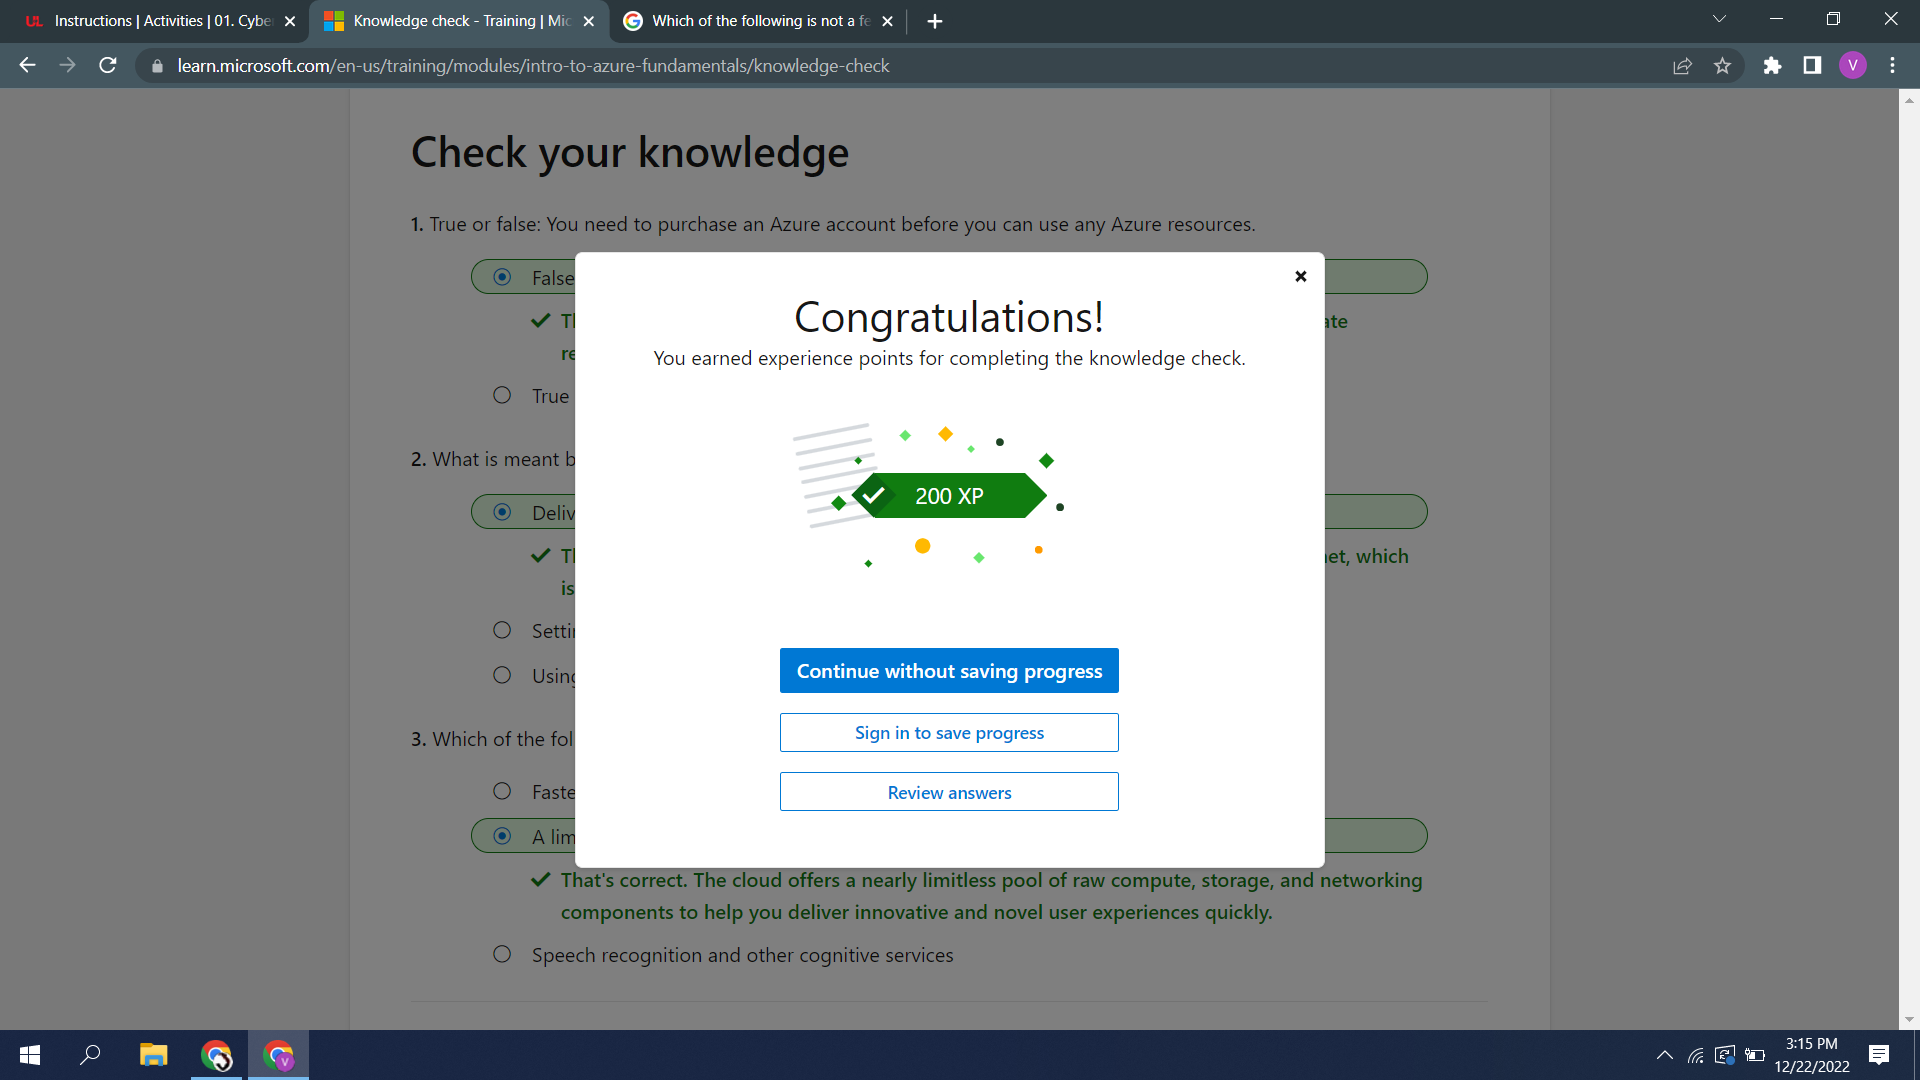 UL Instructions | Activities | 01. Cybe
Knowledge check - Training | Mic
Which of the following is not a fe
learn.microsoft.com/en-us/training/modules/intro-to-azure-fundamentals/knowledge-check
V
Check your knowledge
1. True or false: You need to purchase an Azure account before you can use any Azure resources.
False
Th
ate
re
True
2. What is meant b
Deliv
Th
net, which
is
Settin
Using
3. Which of the fol
Faste
A lim
That's correct. The cloud offers a nearly limitless pool of raw compute, storage, and networking
components to help you deliver innovative and novel user experiences quickly.
Speech recognition and other cognitive services
Congratulations!
You earned experience points for completing the knowledge check.
200 XP
Continue without saving progress
Sign in to save progress
Review answers
V
3:15 PM
12/22/2022